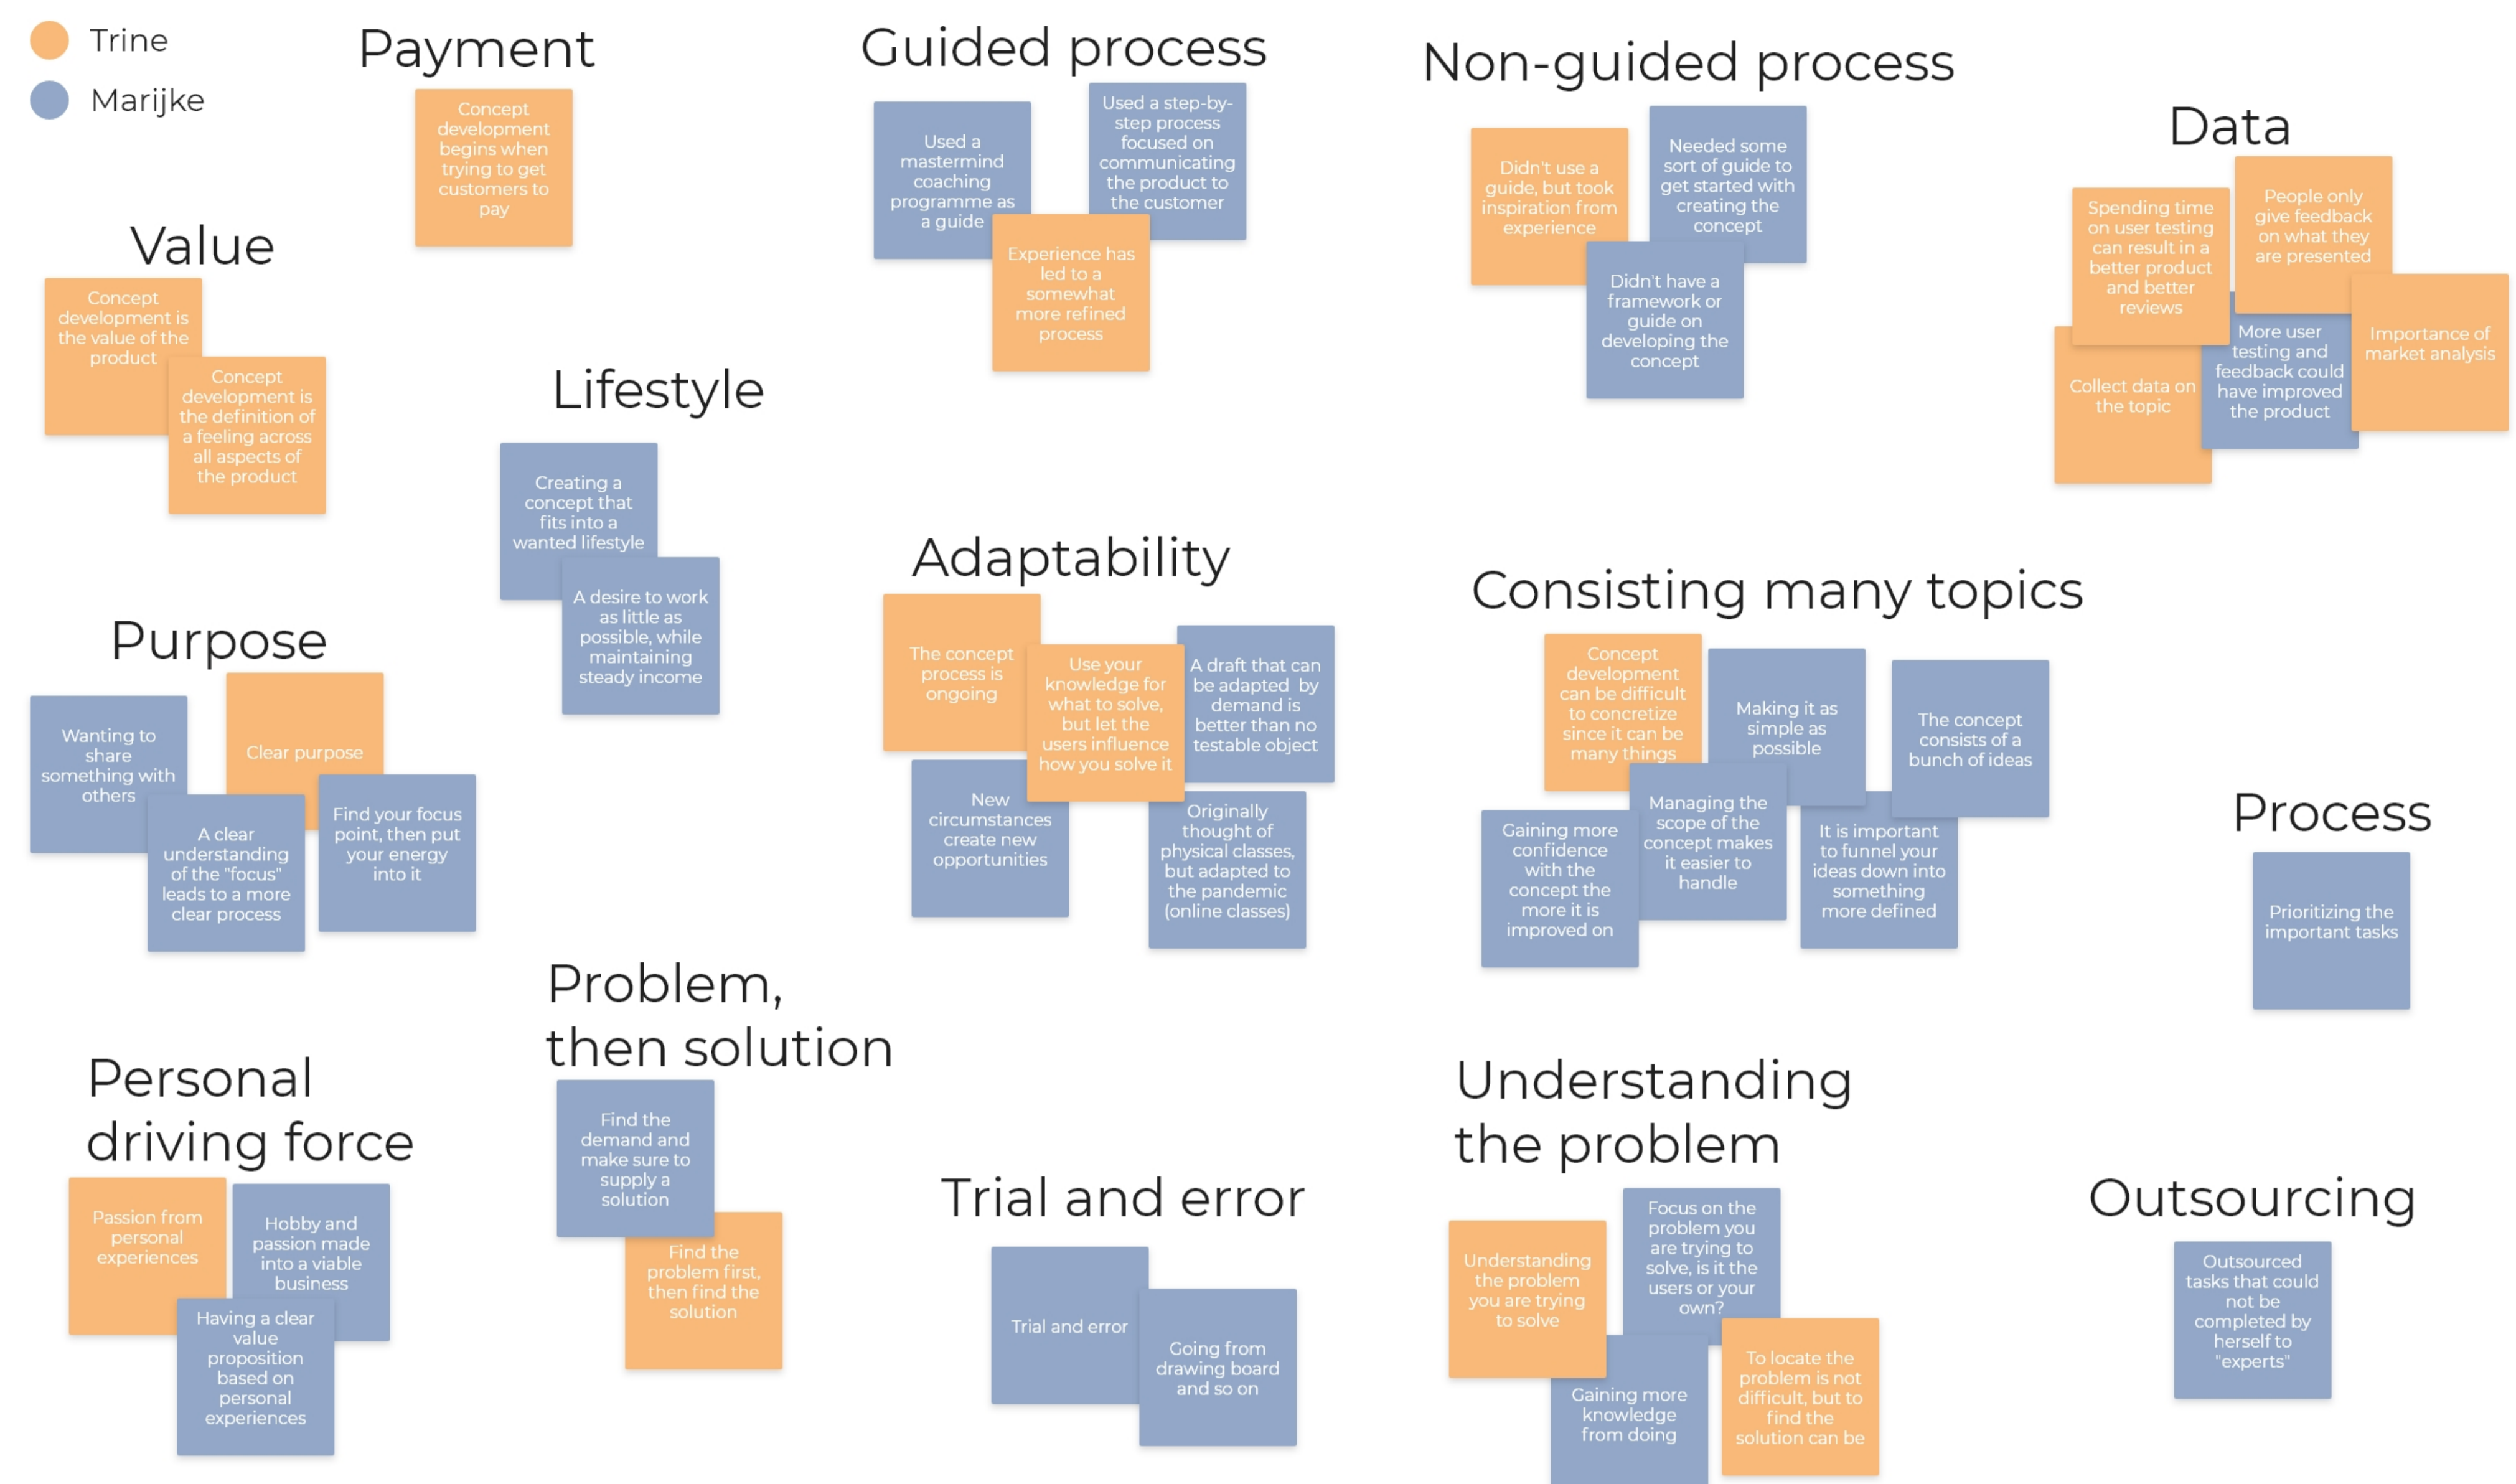 Trine
Marijke
Payment
Concept
development
begins when
trying to get
customers to
pay
Value
Concept
development is
the value of the
product
Concept
development is
the definition of
a feeling across
all aspects of
the product
Lifestyle
Creating a
concept that
fits into a
wanted lifestyle
A desire to work
as little as
possible, while
maintaining
steady income
Guided process
Used a
mastermind
coaching
programme as
a guide
Used a step-by-
step process
focused on
communicating
the product to
the customer
Experience has
led to a
somewhat
more refined
process
Non-guided process
Didn't use a
guide, but took
inspiration from
experience
Needed some
sort of guide to
get started with
creating the
concept
Didn't have a
framework or
guide on
developing the
concept
Data
Spending time
on user testing
can result in a
better product
and better
reviews
People only
give feedback
on what they
are presented
Collect data on
the topic
More user
testing and
feedback could
have improved
the product
Importance of
market analysis
Purpose
Wanting to
share
something with
others
Clear purpose
A clear
understanding
of the "focus"
leads to a more
clear process
Find your focus
point, then put
your energy
into it
Adaptability
The concept
process is
ongoing
Use your
knowledge for
what to solve,
but let the
users influence
how you solve it
A draft that can
be adapted by
demand is
better than no
testable object
New
circumstances
create new
opportunities
Originally
thought of
physical classes,
but adapted to
the pandemic
(online classes)
Consisting many topics
Concept
development
can be difficult
to concretize
since it can be
many things
Making it as
simple as
possible
The concept
consists of a
bunch of ideas
Gaining more
confidence
with the
concept the
more it is
improved on
Managing the
scope of the
concept makes
it easier to
handle
It is important
to funnel your
ideas down into
something
more defined
Process
Prioritizing the
important tasks
Personal
driving force
Passion from
personal
experiences
Hobby and
passion made
into a viable
business
Having a clear
value
proposition
based on
personal
experiences
Problem,
then solution
Find the
demand and
make sure to
supply a
solution
Find the
problem first,
then find the
solution
Trial and error
Trial and error
Going from
drawing board
and so on
Understanding
the problem
Understanding
the problem
you are trying
to solve
Focus on the
problem you
are trying to
solve, is it the
users or your
own?
Gaining more
knowledge
from doing
To locate the
problem is not
difficult, but to
find the
solution can be
Outsourcing
Outsourced
tasks that could
not be
completed by
herself to
"experts"